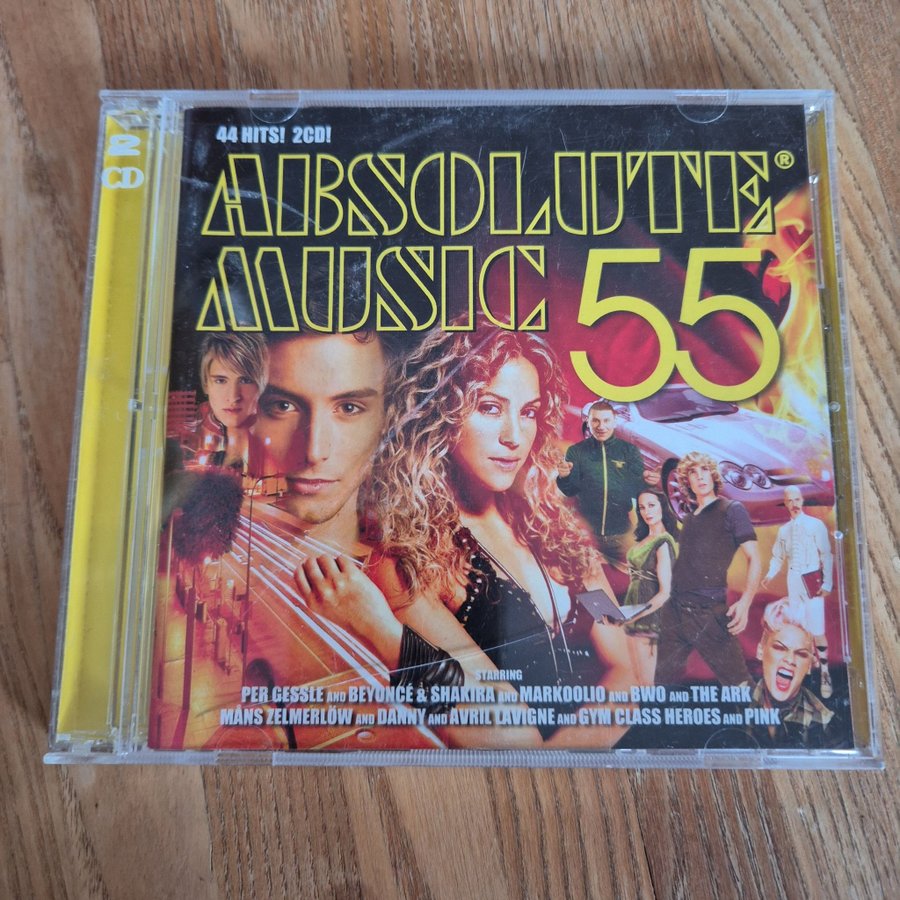 44 HITS! 2CD!
2
CD
ABSOLUTE®
MUSIC 55
STARRING
PER GESSLE AND BEYONCÉ & SHAKIRA AND MARKOOLIO AND BWO AND THE ARK
MÅNS ZELMERLÖW AND DANNY AND AVRIL LAVIGNE AND GYM CLASS HEROES AND PINK